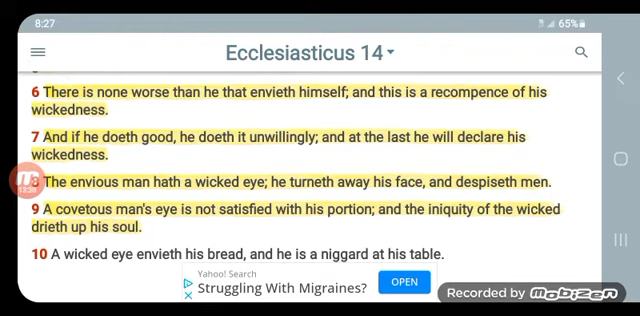 8:27
65%
Ecclesiasticus 14
6 There is none worse than he that envieth himself; and this is a recompence of his
wickedness.
7 And if he doeth good, he doeth it unwillingly; and at the last he will declare his
wickedness.
8 The envious man hath a wicked eye; he turneth away his face, and despiseth men.
9 A covetous man's eye is not satisfied with his portion; and the iniquity of the wicked
drieth up his soul.
10 A wicked eye envieth his bread, and he is a niggard at his table.
Yahoo! Search
Struggling With Migraines?
OPEN
Recorded by Mobizen